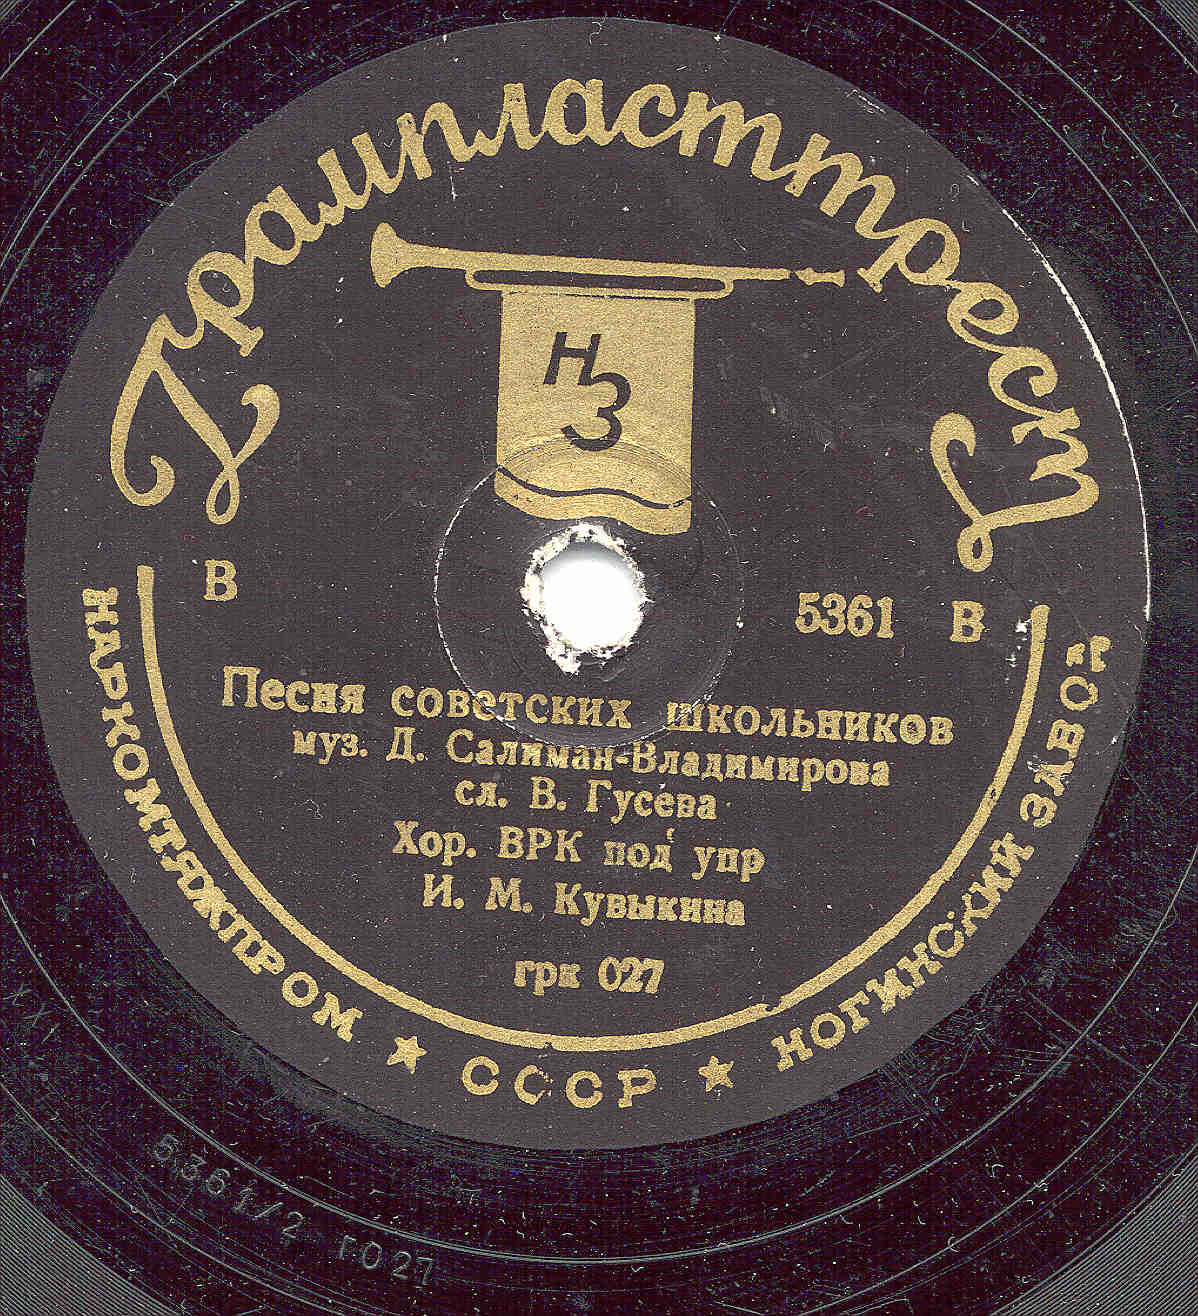 Грампласттрест
НЗ
В
5361 В
Песня советских школьников
муз. Д. Салиман-Владимирова
сл. В. Гусева
Хор. ВРК под упр
И. М. Кувыкина
грк 027
НАРКОМТЯЖПРОМ ★ СССР ★ НОГИНСКИЙ ЗАВОД
5361/2 Г027